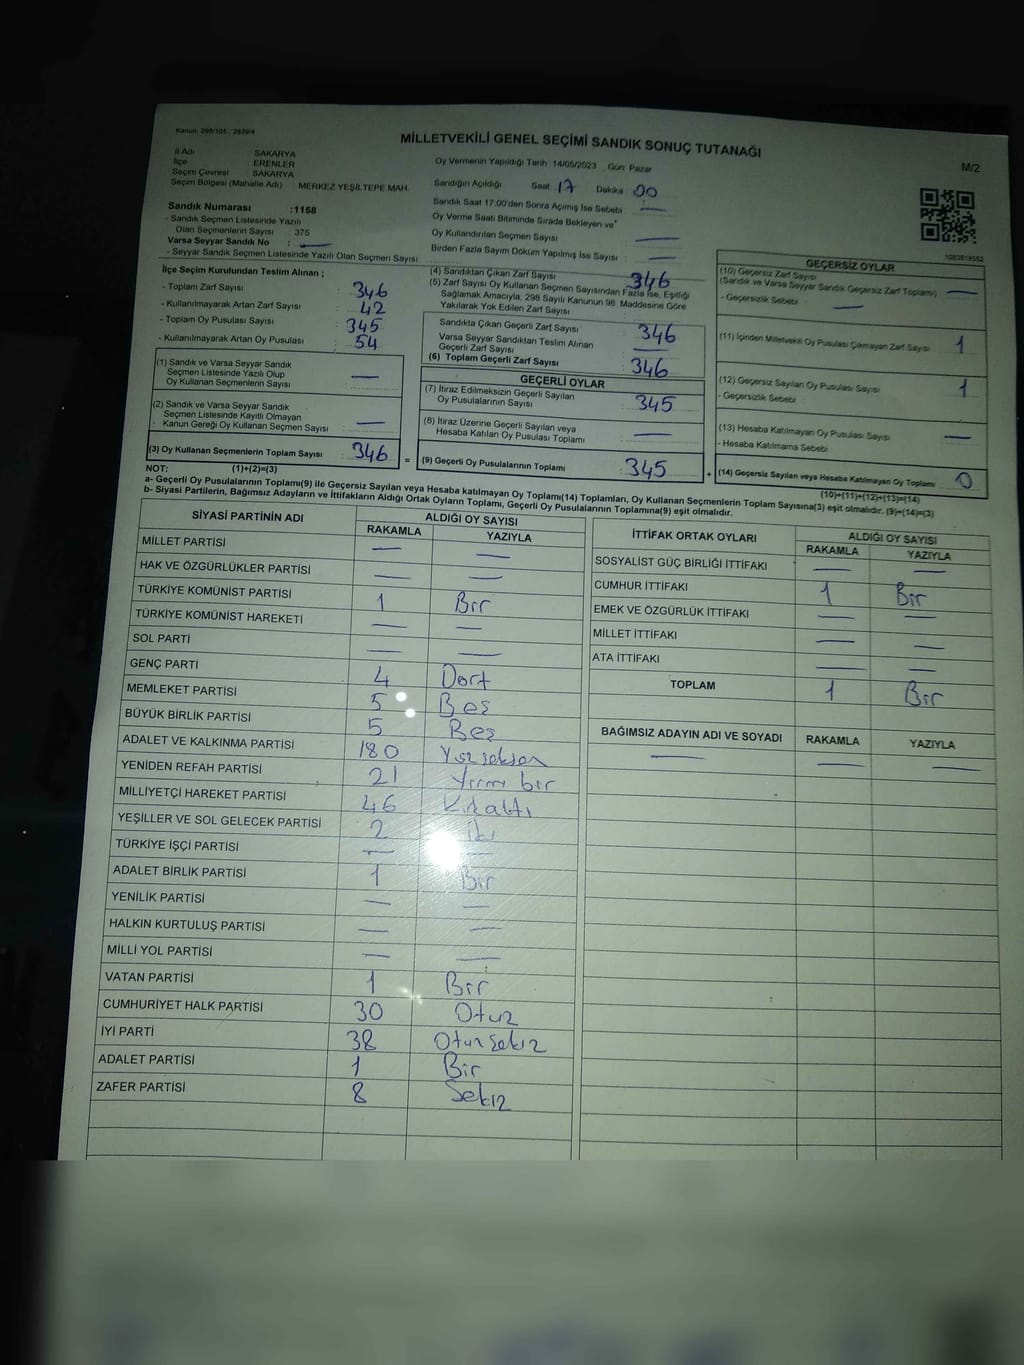 Kanun: 298/105 ; 2839/4
MİLLETVEKİLİ GENEL SEÇİMİ SANDIK SONUÇ TUTANAĞI
M/2
İl Adı : SAKARYA
İlçe : ERENLER
Seçim Çevresi : SAKARYA
Seçim Bölgesi (Mahalle Adı) : MERKEZ YEŞİLTEPE MAH.
Oy Vermenin Yapıldığı Tarih :14/05/2023 , Gün: Pazar
Sandığın Açıldığı Saat 17 Dakika 00
Sandık Saat 17:00'den Sonra Açılmış İse Sebebi : —
Oy Verme Saati Bitiminde Sırada Bekleyen ve
Oy Kullandırılan Seçmen Sayısı : —
Birden Fazla Sayım Döküm Yapılmış İse Sayısı : —
Sandık Numarası :1158
- Sandık Seçmen Listesinde Yazılı
Olan Seçmenlerin Sayısı : 375
Varsa Seyyar Sandık No : —
- Seyyar Sandık Seçmen Listesinde Yazılı Olan Seçmen Sayısı
İlçe Seçim Kurulundan Teslim Alınan ;
- Toplam Zarf Sayısı : 346
- Kullanılmayarak Artan Zarf Sayısı : 42
- Toplam Oy Pusulası Sayısı : 345
- Kullanılmayarak Artan Oy Pusulası : 54
(1) Sandık ve Varsa Seyyar Sandık
Seçmen Listesinde Yazılı Olup
Oy Kullanan Seçmenlerin Sayısı : —
(2) Sandık ve Varsa Seyyar Sandık
Seçmen Listesinde Kayıtlı Olmayan
- Kanun Gereği Oy Kullanan Seçmen Sayısı : —
(3) Oy Kullanan Seçmenlerin Toplam Sayısı : 346
(4) Sandıktan Çıkan Zarf Sayısı : 346
(5) Zarf Sayısı Oy Kullanan Seçmen Sayısından Fazla İse, Eşitliği
Sağlamak Amacıyla, 298 Sayılı Kanunun 98. Maddesine Göre
Yakılarak Yok Edilen Zarf Sayısı
Sandıkta Çıkan Geçerli Zarf Sayısı : 346
Varsa Seyyar Sandıktan Teslim Alınan
Geçerli Zarf Sayısı : —
(6) Toplam Geçerli Zarf Sayısı : 346
GEÇERLİ OYLAR
(7) İtiraz Edilmeksizin Geçerli Sayılan
Oy Pusulalarının Sayısı : 345
(8) İtiraz Üzerine Geçerli Sayılan veya
Hesaba Katılan Oy Pusulası Toplamı : —
= (9) Geçerli Oy Pusulalarının Toplamı : 345 +
1083818552
GEÇERSİZ OYLAR
(10) Geçersiz Zarf Sayısı
(Sandık ve Varsa Seyyar Sandık Geçersiz Zarf Toplamı) : —
- Geçersizlik Sebebi : —
(11) İçinden Milletvekili Oy Pusulası Çıkmayan Zarf Sayısı : 1
(12) Geçersiz Sayılan Oy Pusulası Sayısı : 1
- Geçersizlik Sebebi :
(13) Hesaba Katılmayan Oy Pusulası Sayısı : —
- Hesaba Katılmama Sebebi :
(14) Geçersiz Sayılan veya Hesaba Katılmayan Oy Toplamı : 0
NOT: (1)+(2)=(3)
(10)+(11)+(12)+(13)=(14)
a- Geçerli Oy Pusulalarının Toplamı(9) ile Geçersiz Sayılan veya Hesaba katılmayan Oy Toplamı(14) Toplamları, Oy Kullanan Seçmenlerin Toplam Sayısına(3) eşit olmalıdır. (9)+(14)=(3)
b- Siyasi Partilerin, Bağımsız Adayların ve İttifakların Aldığı Ortak Oyların Toplamı, Geçerli Oy Pusulalarının Toplamına(9) eşit olmalıdır.
SİYASİ PARTİNİN ADI ALDIĞI OY SAYISI
RAKAMLA YAZIYLA
MİLLET PARTİSİ — —
HAK VE ÖZGÜRLÜKLER PARTİSİ — —
TÜRKİYE KOMÜNİST PARTİSİ 1 Bir
TÜRKİYE KOMÜNİST HAREKETİ — —
SOL PARTİ — —
GENÇ PARTİ 4 Dört
MEMLEKET PARTİSİ 5 Beş
BÜYÜK BİRLİK PARTİSİ 5 Beş
ADALET VE KALKINMA PARTİSİ 180 Yüzseksen
YENİDEN REFAH PARTİSİ 21 Yirmi bir
MİLLİYETÇİ HAREKET PARTİSİ 46 Kırkaltı
YEŞİLLER VE SOL GELECEK PARTİSİ 2 İki
TÜRKİYE İŞÇİ PARTİSİ — —
ADALET BİRLİK PARTİSİ 1 Bir
YENİLİK PARTİSİ — —
HALKIN KURTULUŞ PARTİSİ — —
MİLLİ YOL PARTİSİ — —
VATAN PARTİSİ 1 Bir
CUMHURİYET HALK PARTİSİ 30 Otuz
İYİ PARTİ 38 Otuzsekiz
ADALET PARTİSİ 1 Bir
ZAFER PARTİSİ 8 Sekiz
İTTİFAK ORTAK OYLARI ALDIĞI OY SAYISI
RAKAMLA YAZIYLA
SOSYALİST GÜÇ BİRLİĞİ İTTİFAKI — —
CUMHUR İTTİFAKI 1 Bir
EMEK VE ÖZGÜRLÜK İTTİFAKI — —
MİLLET İTTİFAKI — —
ATA İTTİFAKI — —
TOPLAM 1 Bir
BAĞIMSIZ ADAYIN ADI VE SOYADI RAKAMLA YAZIYLA
— — —